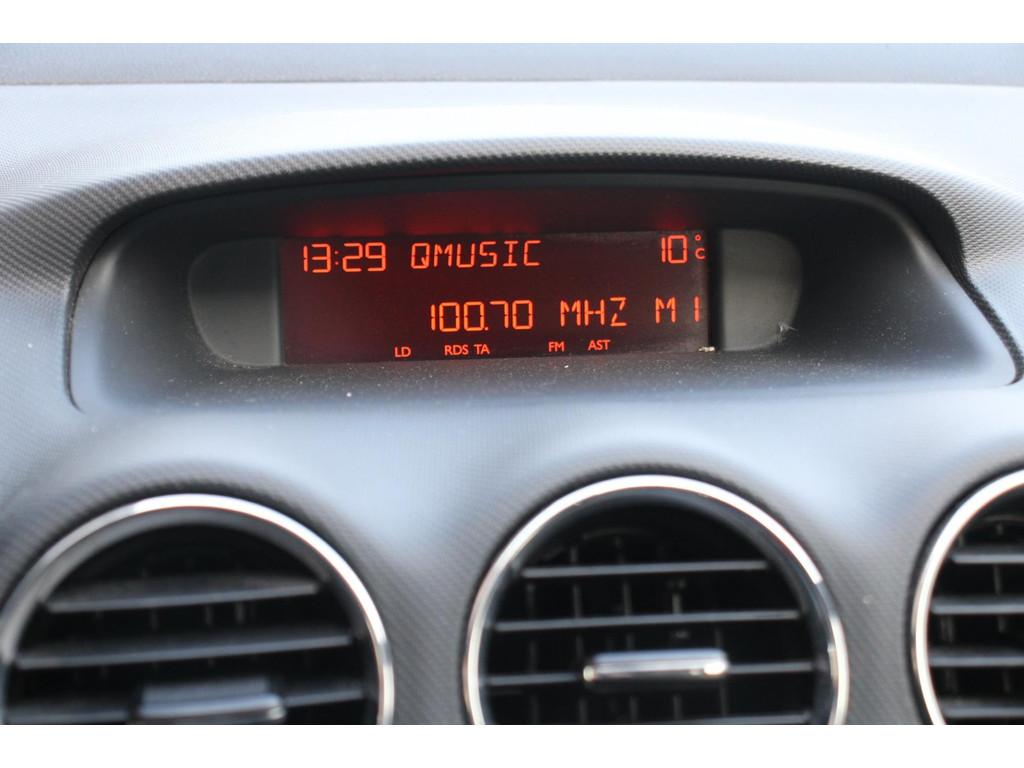 13:29 QMUSIC 10°C
100.70 MHZ M1
LD RDS TA FM AST